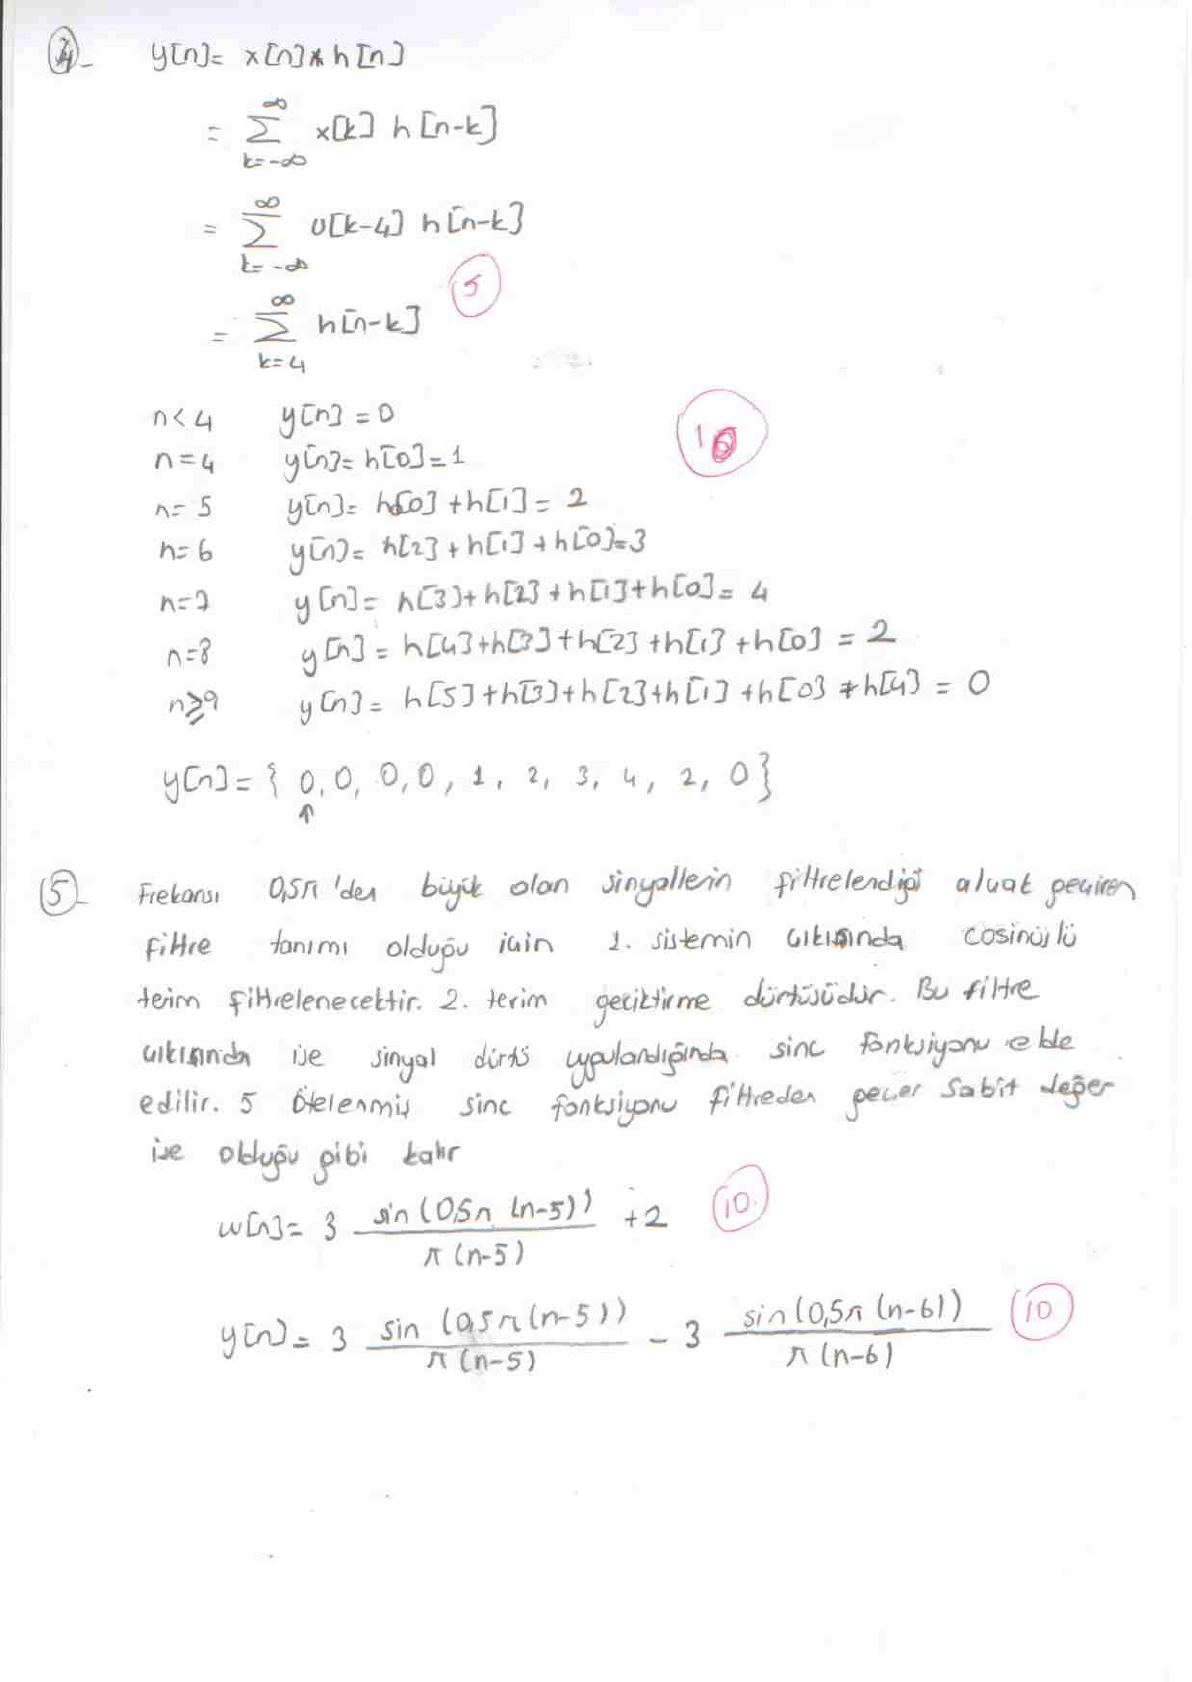 4- y[n]= x[n]*h[n]
= ∑_{k=-∞}^{∞} x[k] h[n-k]
= ∑_{k=-∞}^{∞} u[k-4] h[n-k]
5
= ∑_{k=4}^{∞} h[n-k]
n<4 y[n]=0
n=4 y[n]=h[0]=1
n=5 y[n]= h[0]+h[1]=2
n=6 y[n]= h[2]+h[1]+h[0]=3
n=7 y[n]= h[3]+h[2]+h[1]+h[0]=4
n=8 y[n]= h[4]+h[3]+h[2]+h[1]+h[0]=2
n≥9 y[n]= h[5]+h[3]+h[2]+h[1]+h[0]+h[4]=0
y[n]={ 0,0,0,0,1,2,3,4,2,0}
↑
5- Frekansı 0,5π 'den büyük olan sinyallerin filtrelendiği alçak geçiren
filtre tanımı olduğu için 1. sistemin çıkışında cosinüslü
terim filtrelenecektir. 2. terim geciktirme dürtüsüdür. Bu filtre
çıkışında ise sinyal dürtü uygulandığında sinc fonksiyonu elde
edilir. 5 ötelenmiş sinc fonksiyonu filtreden geçer sabit değer
ise olduğu gibi kalır
w[n]= 3 sin(0,5π (n-5)) / π(n-5) +2 10
y[n]= 3 sin(0,5π(n-5)) / π(n-5) - 3 sin(0,5π(n-6)) / π(n-6) 10